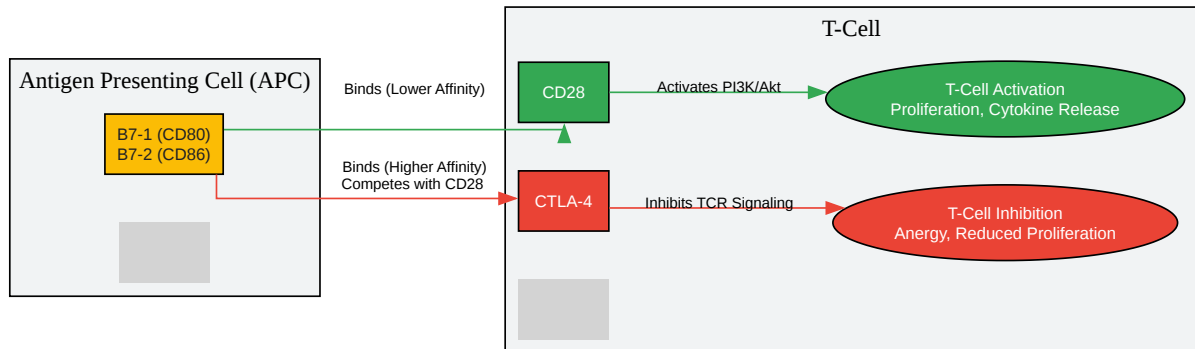 T-Cell
Antigen Presenting Cell (APC)
Binds (Lower Affinity)
CD28
Activates PI3K/Akt
T-Cell Activation
Proliferation, Cytokine Release
B7-1 (CD80)
B7-2 (CD86)
Binds (Higher Affinity)
Competes with CD28
CTLA-4
Inhibits TCR Signaling
T-Cell Inhibition
Anergy, Reduced Proliferation